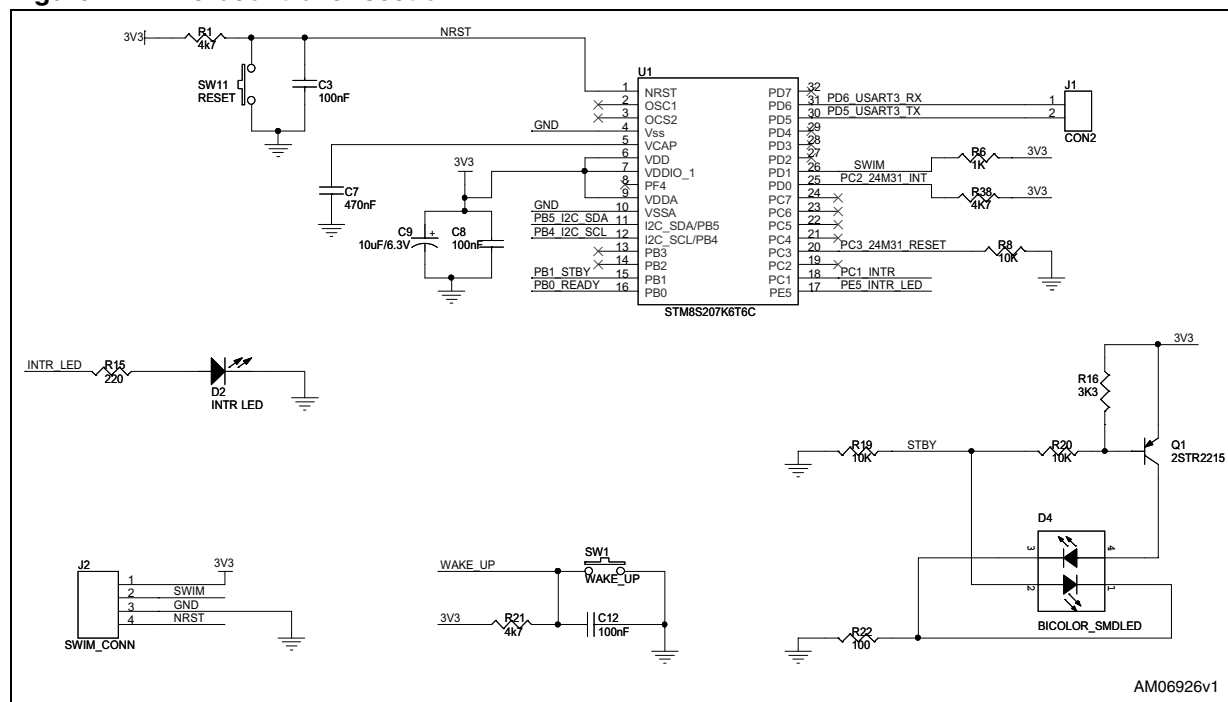 3V3
R1
4k7
NRST
SW11
RESET
C3
100nF
C7
470nF
3V3
C9
10uF/6.3V
C8
100nF
GND
GND
PB5_I2C_SDA
PB4_I2C_SCL
PB1_STBY
PB0_READY
U1
1 NRST
2 OSC1
3 OCS2
4 Vss
5 VCAP
6 VDD
7 VDDIO_1
8 PF4
9 VDDA
10 VSSA
11 I2C_SDA/PB5
12 I2C_SCL/PB4
13 PB3
14 PB2
15 PB1
16 PB0
PD7 32
PD6 31 PD6_USART3_RX
PD5 30 PD5_USART3_TX
PD4 29
PD3 28
PD2 27
PD1 26 SWIM
PD0 25 PC2_24M31_INT
PC7 24
PC6 23
PC5 22
PC4 21
PC3 20 PC3_24M31_RESET
PC2 19
PC1 18 PC1_INTR
PE5 17 PE5_INTR_LED
STM8S207K6T6C
J1
1
2
CON2
R6
1K
3V3
R38
4K7
3V3
R8
10K
INTR_LED
R15
220
D2
INTR LED
3V3
R16
3K3
R19
10K
STBY
R20
10K
Q1
2STR2215
D4
3
4
2
1
BICOLOR_SMDLED
R22
100
J2
3V3
1
2 SWIM
3 GND
4 NRST
SWIM_CONN
WAKE_UP
SW1
WAKE_UP
3V3
R21
4k7
C12
100nF
AM06926v1